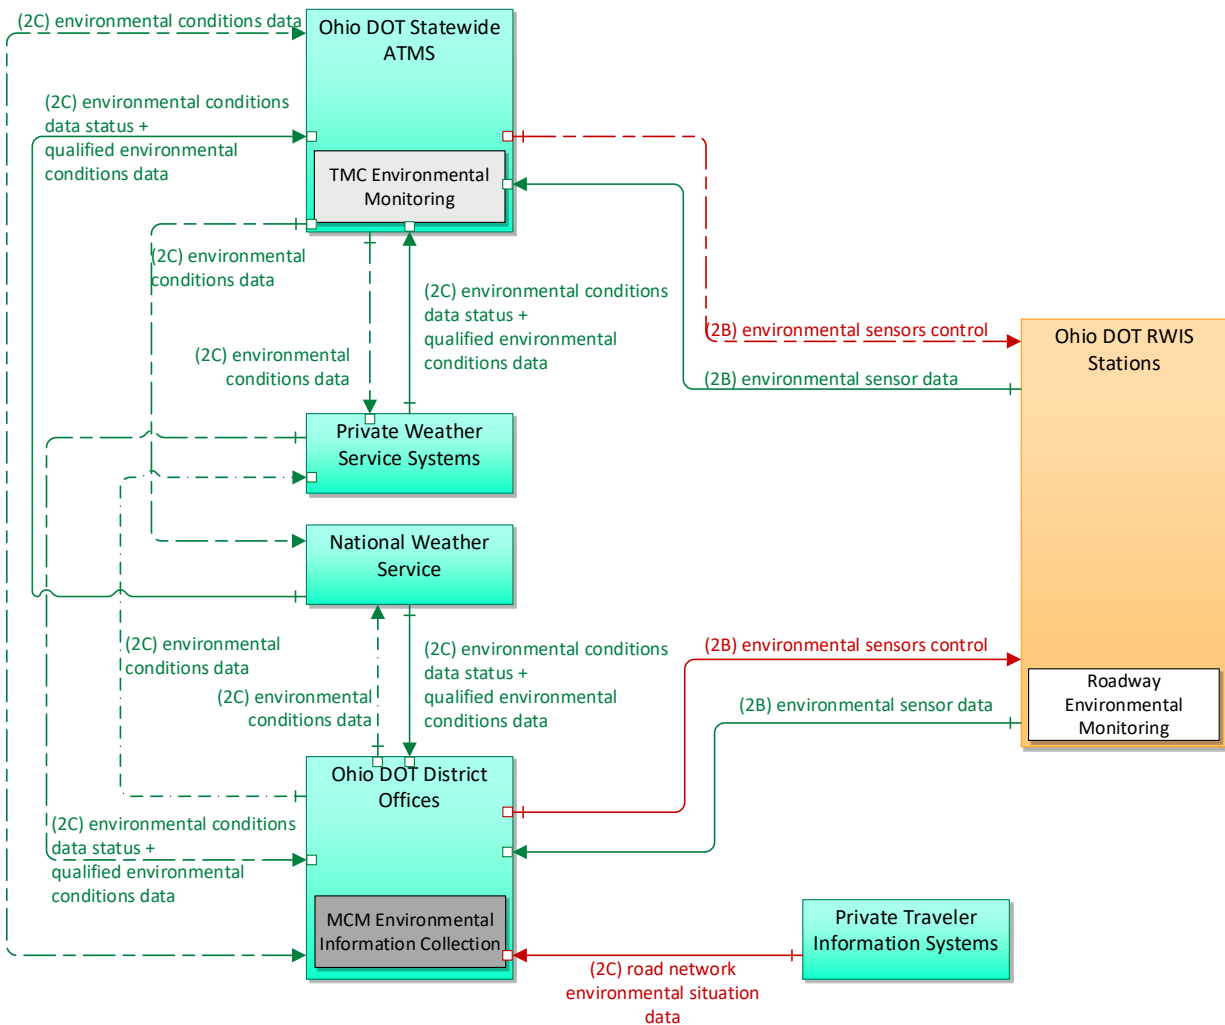 (2C) environmental conditions data
Ohio DOT Statewide
ATMS
(2C) environmental conditions
data status +
qualified environmental
conditions data
TMC Environmental
Monitoring
(2C) environmental
conditions data
(2C) environmental conditions
data status +
qualified environmental
conditions data
(2B) environmental sensors control
Ohio DOT RWIS
Stations
(2C) environmental
conditions data
(2B) environmental sensor data
Private Weather
Service Systems
National Weather
Service
(2C) environmental
conditions data
(2C) environmental conditions
data status +
qualified environmental
conditions data
(2B) environmental sensors control
(2C) environmental
conditions data
(2B) environmental sensor data
Roadway
Environmental
Monitoring
Ohio DOT District
Offices
(2C) environmental conditions
data status +
qualified environmental
conditions data
MCM Environmental
Information Collection
Private Traveler
Information Systems
(2C) road network
environmental situation
data